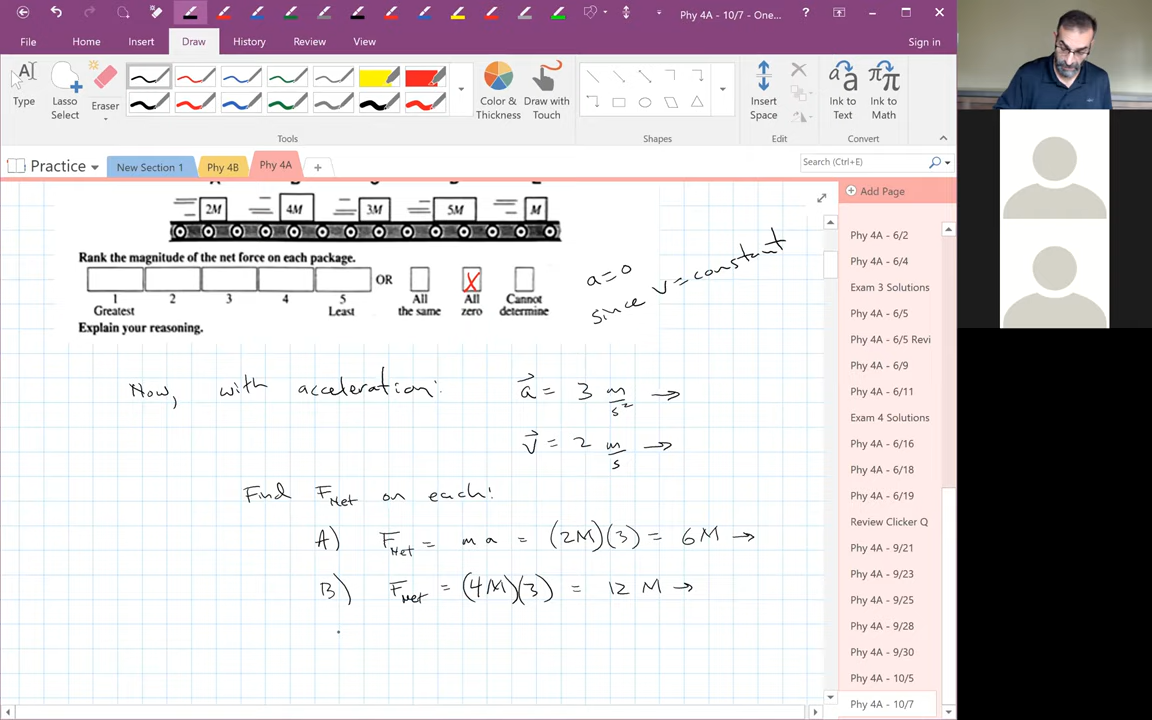 Phy 4A - 10/7 - One...
?
File Home Insert Draw History Review View Sign in
Type
Lasso Select
Eraser
Color & Thickness
Draw with Touch
Insert Space
Ink to Text
Ink to Math
Tools Shapes Edit Convert
Practice New Section 1 Phy 4B Phy 4A + Search (Ctrl+E)
Add Page
Phy 4A - 6/2
Phy 4A - 6/4
Exam 3 Solutions
Phy 4A - 6/5
Phy 4A - 6/5 Revi
Phy 4A - 6/9
Phy 4A - 6/11
Exam 4 Solutions
Phy 4A - 6/16
Phy 4A - 6/18
Phy 4A - 6/19
Review Clicker Q
Phy 4A - 9/21
Phy 4A - 9/23
Phy 4A - 9/25
Phy 4A - 9/28
Phy 4A - 9/30
Phy 4A - 10/5
Phy 4A - 10/7
2M 4M 3M 5M M
Rank the magnitude of the net force on each package.
OR X
1 2 3 4 5 All All Cannot
Greatest Least the same zero determine
Explain your reasoning.
a=0
since v=constant
Now, with acceleration: a⃗ = 3 m/s² →
v⃗ = 2 m/s →
Find F_Net on each:
A) F_Net = ma = (2M)(3) = 6M →
B) F_Net = (4M)(3) = 12 M →